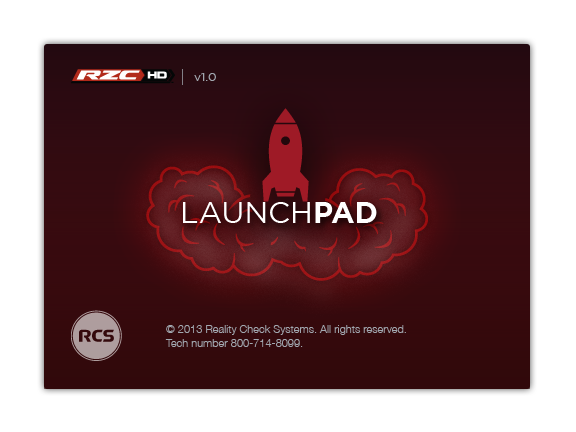 RZC HD | v1.0
LAUNCHPAD
RCS
© 2013 Reality Check Systems. All rights reserved.
Tech number 800-714-8099.